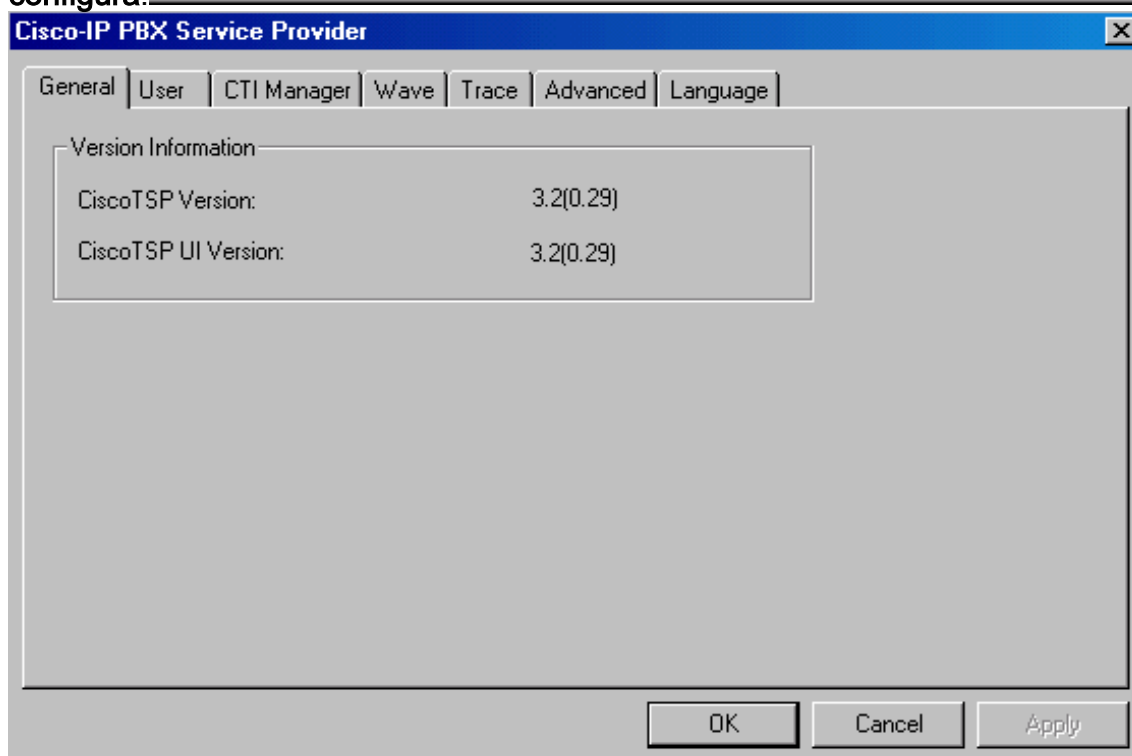 configura.
Cisco-IP PBX Service Provider
General User CTI Manager Wave Trace Advanced Language
Version Information
CiscoTSP Version: 3.2(0.29)
CiscoTSP UI Version: 3.2(0.29)
OK Cancel Apply